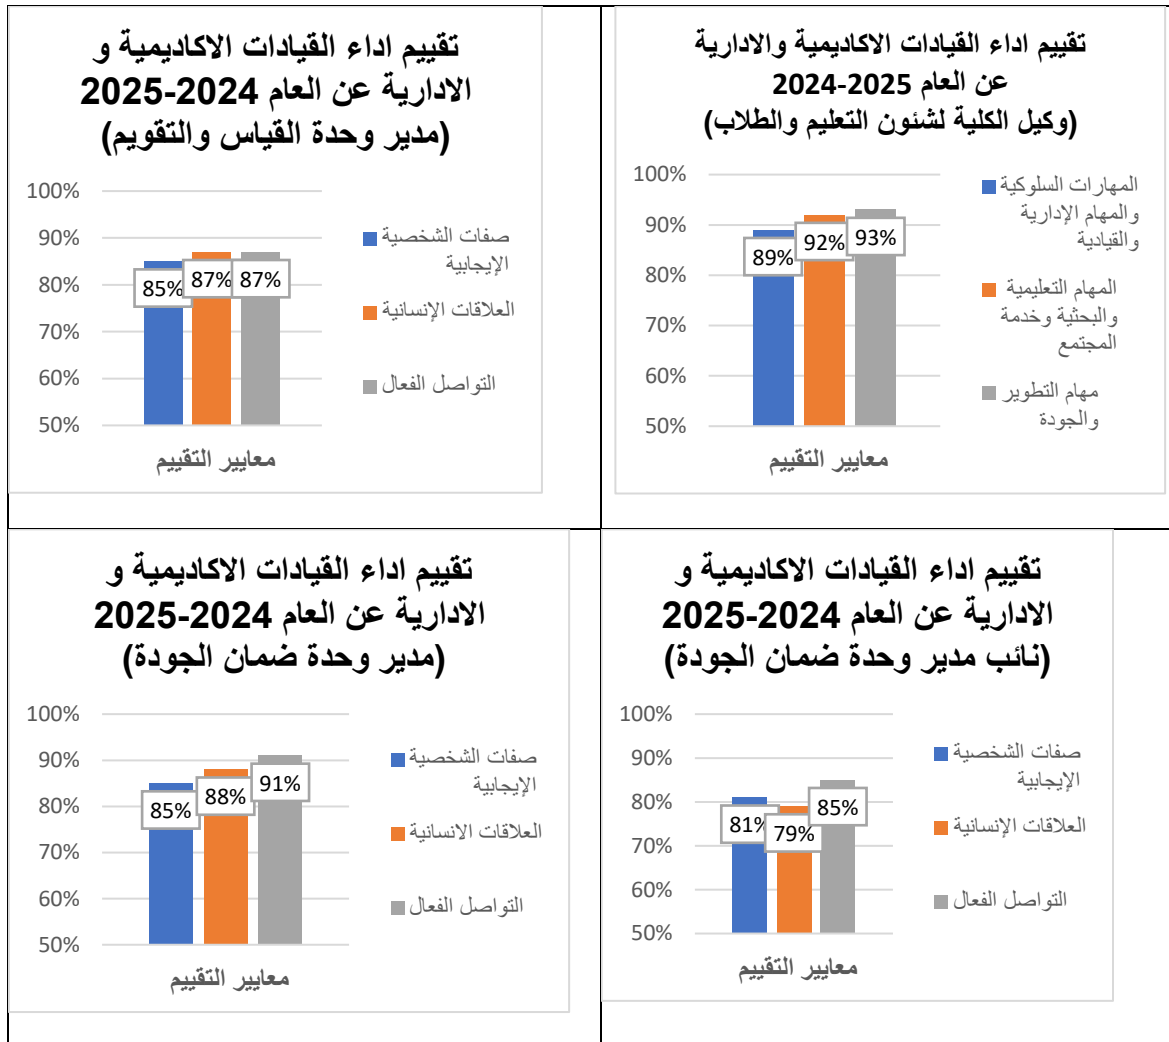 تقييم اداء القيادات الاكاديمية والادارية
عن العام 2025-2024
(وكيل الكلية لشئون التعليم والطلاب)
100%
90%
80%
70%
60%
50%
89%
92%
93%
معايير التقييم
المهارات السلوكية
والمهام الإدارية
والقيادية
المهام التعليمية
والبحثية وخدمة
المجتمع
مهام التطوير
والجودة
تقييم اداء القيادات الاكاديمية و
الادارية عن العام 2024-2025
(مدير وحدة القياس والتقويم)
100%
90%
80%
70%
60%
50%
85%
87%
87%
معايير التقييم
صفات الشخصية
الإيجابية
العلاقات الإنسانية
التواصل الفعال
تقييم اداء القيادات الاكاديمية و
الادارية عن العام 2024-2025
(نائب مدير وحدة ضمان الجودة)
100%
90%
80%
70%
60%
50%
81%
79%
85%
معايير التقييم
صفات الشخصية
الإيجابية
العلاقات الإنسانية
التواصل الفعال
تقييم اداء القيادات الاكاديمية و
الادارية عن العام 2024-2025
(مدير وحدة ضمان الجودة)
100%
90%
80%
70%
60%
50%
85%
88%
91%
معايير التقييم
صفات الشخصية
الإيجابية
العلاقات الانسانية
التواصل الفعال